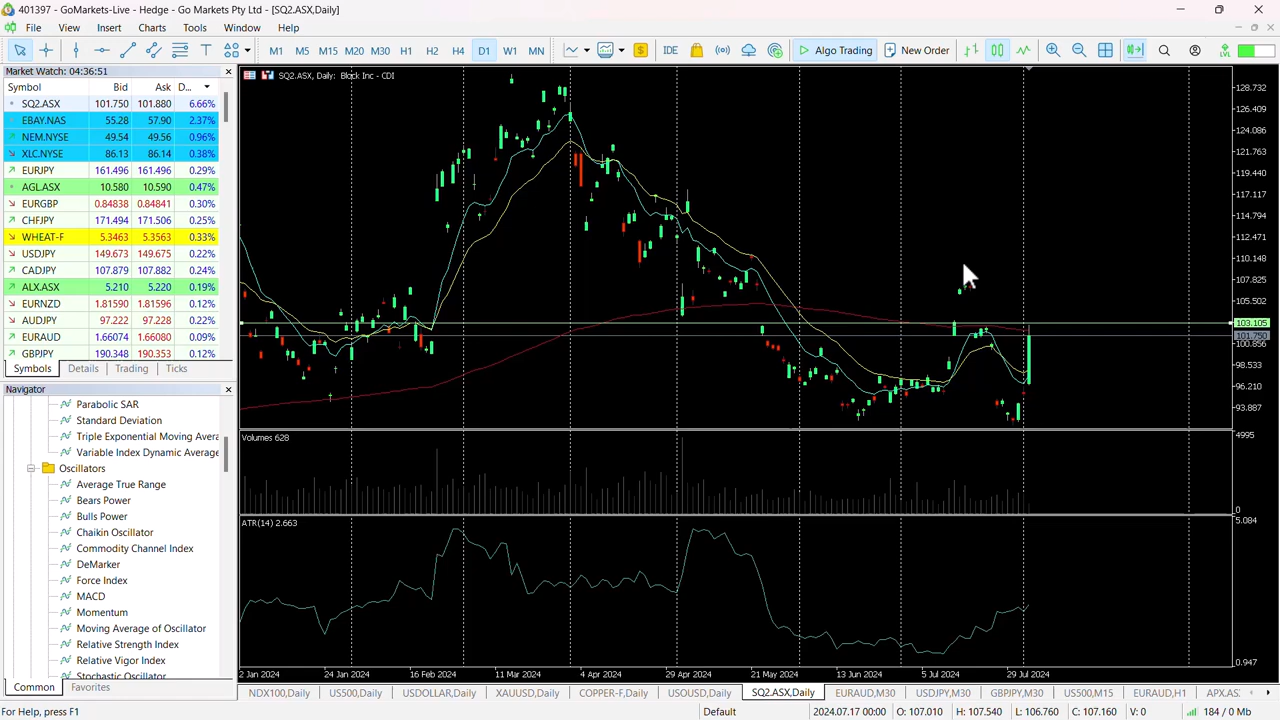 401397 - GoMarkets-Live - Hedge - Go Markets Pty Ltd - [SQ2.ASX,Daily]
File View Insert Charts Tools Window Help
M1 M5 M15 M20 M30 H1 H2 H4 D1 W1 MN IDE Algo Trading New Order LVL
Market Watch: 04:36:51
Symbol Bid Ask D...
SQ2.ASX 101.750 101.880 6.66%
EBAY.NAS 55.28 57.90 2.37%
NEM.NYSE 49.54 49.56 0.96%
XLC.NYSE 86.13 86.14 0.38%
EURJPY 161.496 161.496 0.29%
AGL.ASX 10.580 10.590 0.47%
EURGBP 0.84838 0.84841 0.30%
CHFJPY 171.494 171.506 0.25%
WHEAT-F 5.3463 5.3563 0.33%
USDJPY 149.673 149.675 0.22%
CADJPY 107.879 107.882 0.24%
ALX.ASX 5.210 5.220 0.19%
EURNZD 1.81590 1.81596 0.12%
AUDJPY 97.222 97.228 0.22%
EURAUD 1.66074 1.66080 0.09%
GBPJPY 190.348 190.353 0.12%
Symbols Details Trading Ticks
Navigator
Parabolic SAR
Standard Deviation
Triple Exponential Moving Avera
Variable Index Dynamic Average
Oscillators
Average True Range
Bears Power
Bulls Power
Chaikin Oscillator
Commodity Channel Index
DeMarker
Force Index
MACD
Momentum
Moving Average of Oscillator
Relative Strength Index
Relative Vigor Index
Stochastic Oscillator
Common Favorites
SQ2.ASX, Daily: Block Inc - CDI
128.732
126.409
124.086
121.763
119.440
117.117
114.794
112.471
110.148
107.825
105.502
103.105
101.750
100.856
98.533
96.210
93.887
Volumes 628
4995
0
ATR(14) 2.663
5.084
0.947
2 Jan 2024 24 Jan 2024 16 Feb 2024 11 Mar 2024 4 Apr 2024 29 Apr 2024 21 May 2024 13 Jun 2024 5 Jul 2024 29 Jul 2024
NDX100,Daily US500,Daily USDOLLAR,Daily XAUUSD,Daily COPPER-F,Daily USOUSD,Daily SQ2.ASX,Daily EURAUD,M30 USDJPY,M30 GBPJPY,M30 US500,M15 EURAUD,H1 APX.AS
For Help, press F1 Default 2024.07.17 00:00 O: 107.010 H: 107.540 L: 106.760 C: 107.160 V: 0 184 / 0 Mb